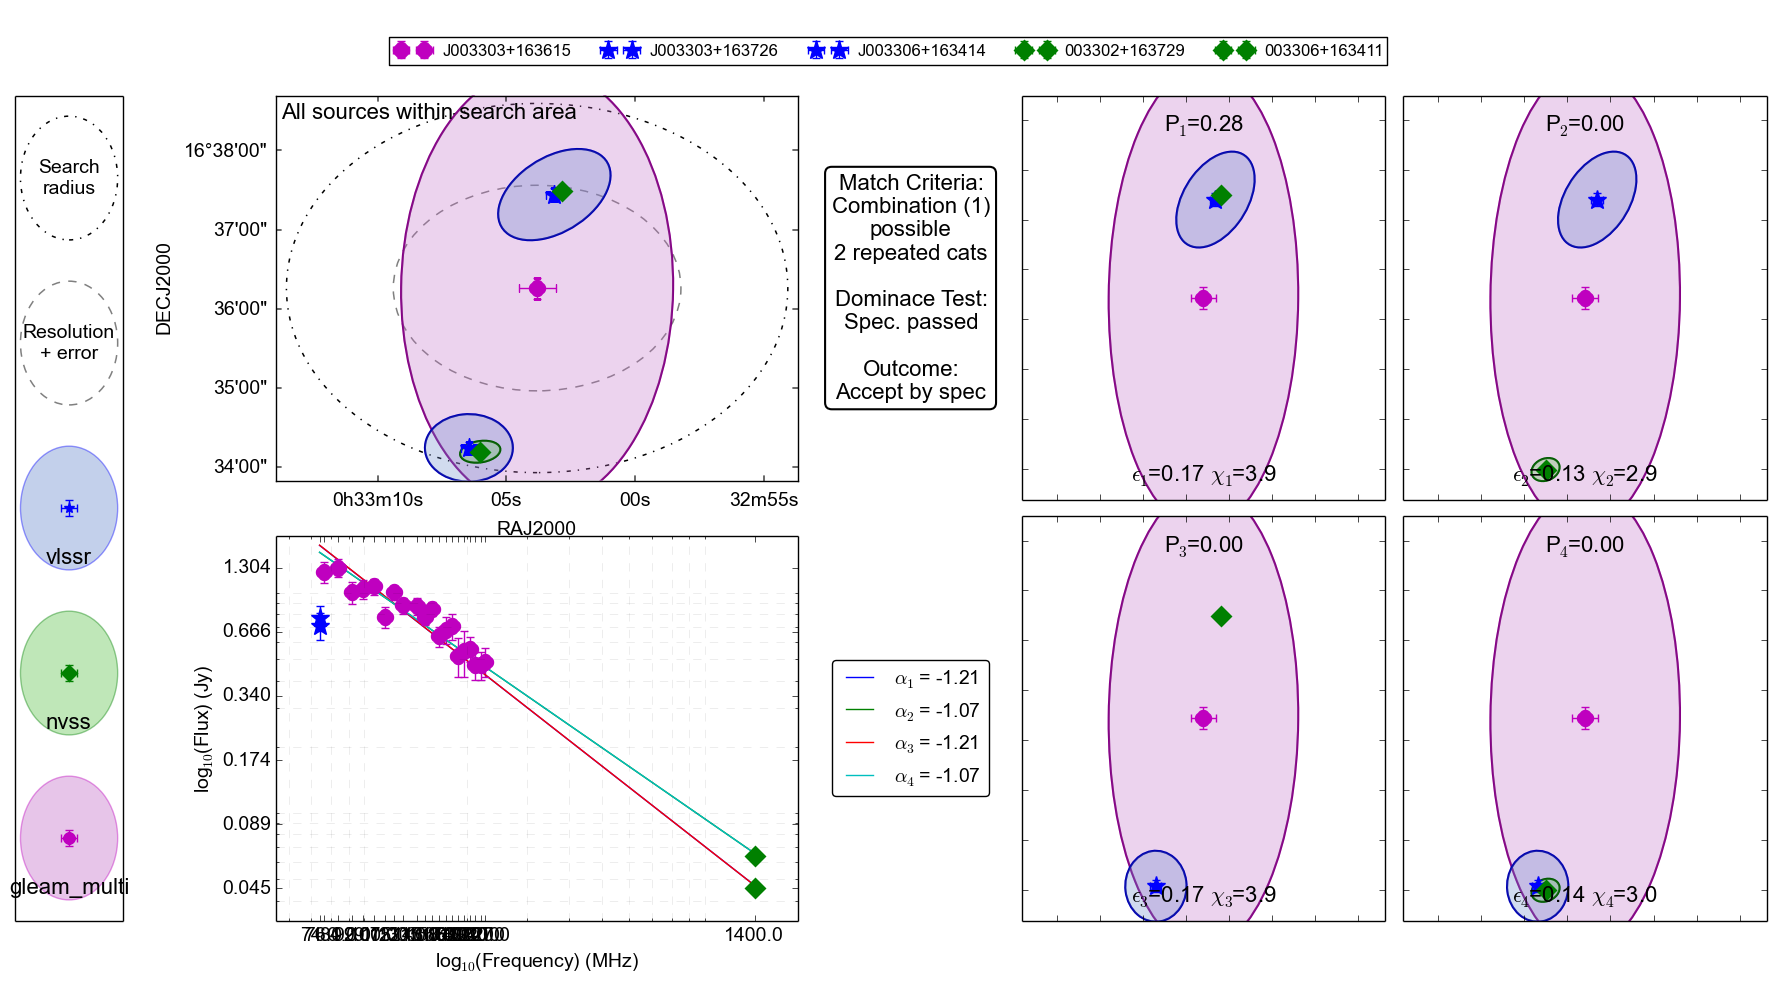 J003303+163615 J003303+163726 J003306+163414 003302+163729 003306+163411
Search
radius
Resolution
+ error
vlssr
nvss
gleam_multi
All sources within search area
16°38'00"
37'00"
36'00"
35'00"
34'00"
DECJ2000
0h33m10s 05s 00s 32m55s
RAJ2000
Match Criteria:
Combination (1)
possible
2 repeated cats
Dominace Test:
Spec. passed
Outcome:
Accept by spec
P1=0.28
ϵ1=0.17 χ1=3.9
P2=0.00
ϵ2=0.13 χ2=2.9
1.304
0.666
0.340
0.174
0.089
0.045
log10(Flux) (Jy)
1400.0
log10(Frequency) (MHz)
α1 = -1.21
α2 = -1.07
α3 = -1.21
α4 = -1.07
P3=0.00
ϵ3=0.17 χ3=3.9
P4=0.00
ϵ4=0.14 χ4=3.0